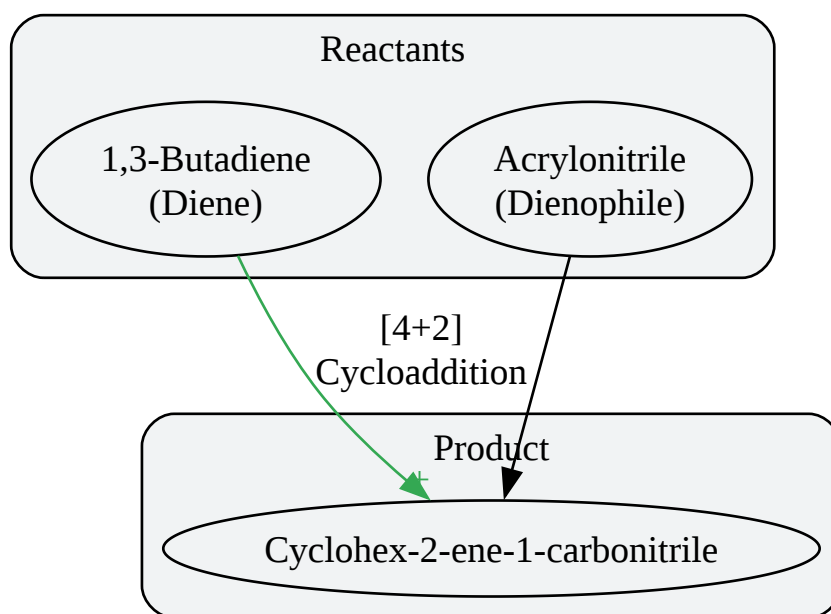 Reactants
1,3-Butadiene
(Diene)
Acrylonitrile
(Dienophile)
[4+2]
Cycloaddition
Product
+
Cyclohex-2-ene-1-carbonitrile